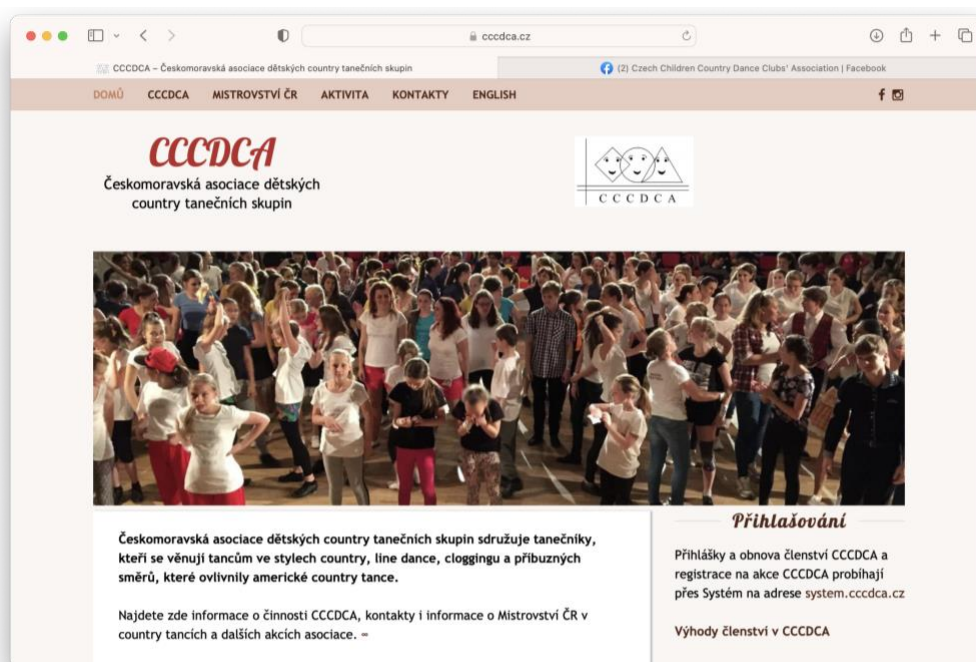 cccdca.cz
CCCDCA – Českomoravská asociace dětských country tanečních skupin
(2) Czech Children Country Dance Clubs' Association | Facebook
DOMŮ CCCDCA MISTROVSTVÍ ČR AKTIVITA KONTAKTY ENGLISH
CCCDCA
Českomoravská asociace dětských
country tanečních skupin
CCCDCA
Českomoravská asociace dětských country tanečních skupin sdružuje tanečníky,
kteří se věnují tancům ve stylech country, line dance, cloggingu a příbuzných
směrů, které ovlivnily americké country tance.
Najdete zde informace o činnosti CCCDCA, kontakty i informace o Mistrovství ČR v
country tancích a dalších akcích asociace.
Přihlašování
Přihlášky a obnova členství CCCDCA a
registrace na akce CCCDCA probíhají
přes Systém na adrese system.cccdca.cz
Výhody členství v CCCDCA